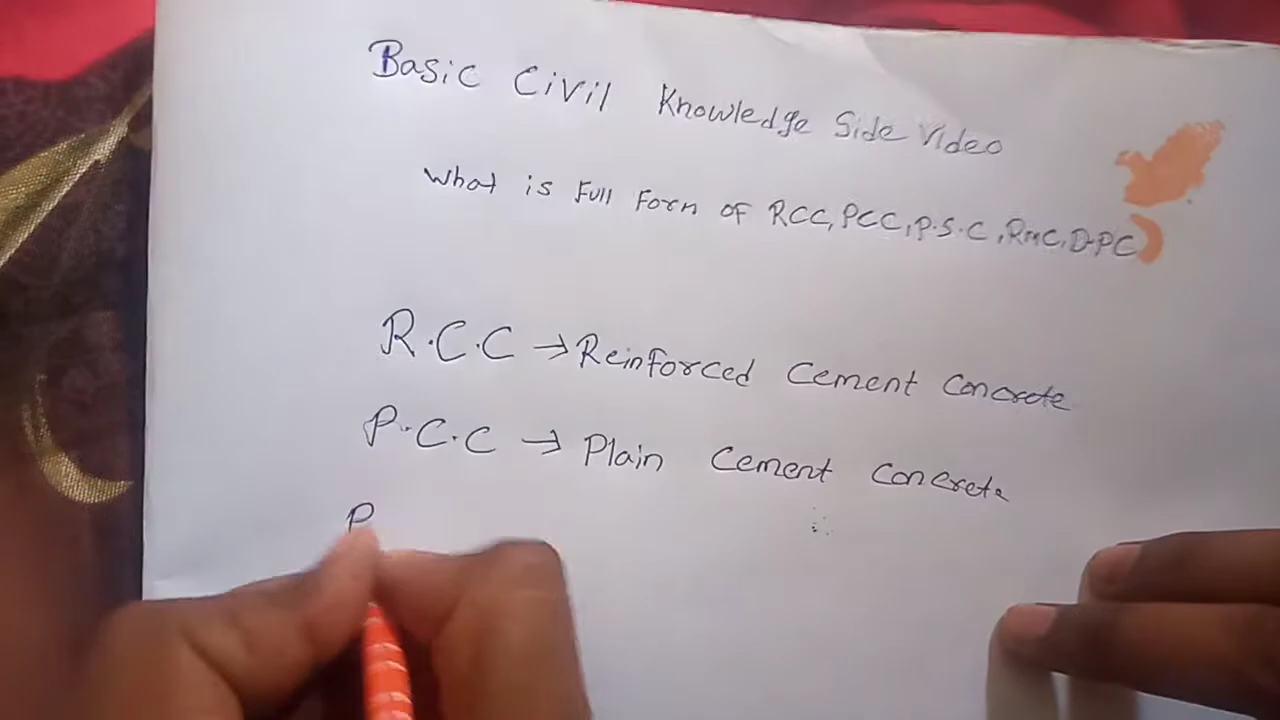 Basic Civil Knowledge Side Video
What is Full Form of RCC, PCC, P.S.C, RMC, D.PC)
R.C.C → Reinforced Cement Concrete
P.C.C → Plain Cement Concrete
P